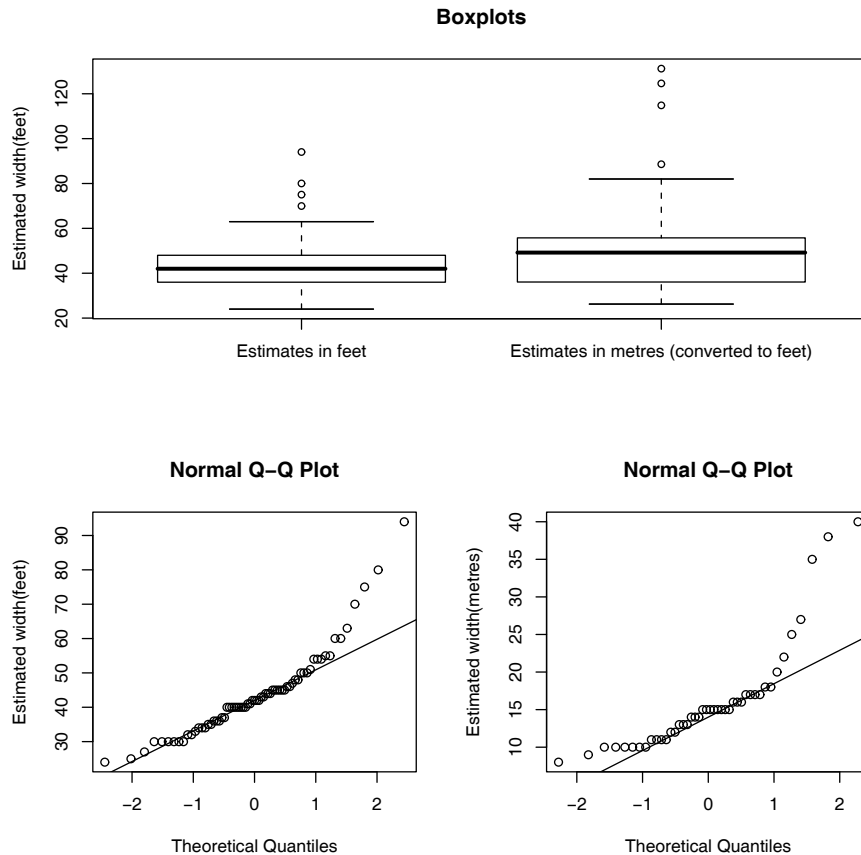 Boxplots
Estimated width(feet)
120
100
80
60
40
20
Estimates in feet
Estimates in metres (converted to feet)
Normal Q−Q Plot
Estimated width(feet)
90
80
70
60
50
40
30
−2 −1 0 1 2
Theoretical Quantiles
Normal Q−Q Plot
Estimated width(metres)
40
35
30
25
20
15
10
−2 −1 0 1 2
Theoretical Quantiles